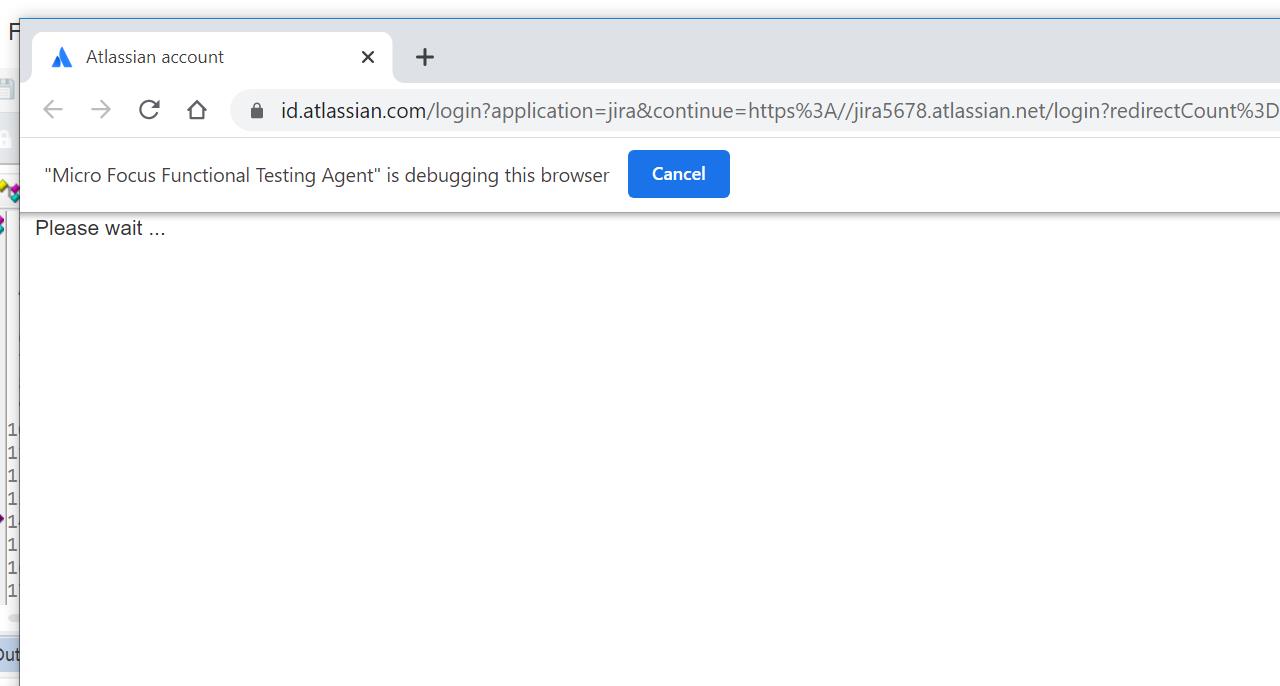 F
Atlassian account
id.atlassian.com/login?application=jira&continue=https%3A//jira5678.atlassian.net/login?redirectCount%3D
"Micro Focus Functional Testing Agent" is debugging this browser
Cancel
Please wait ...